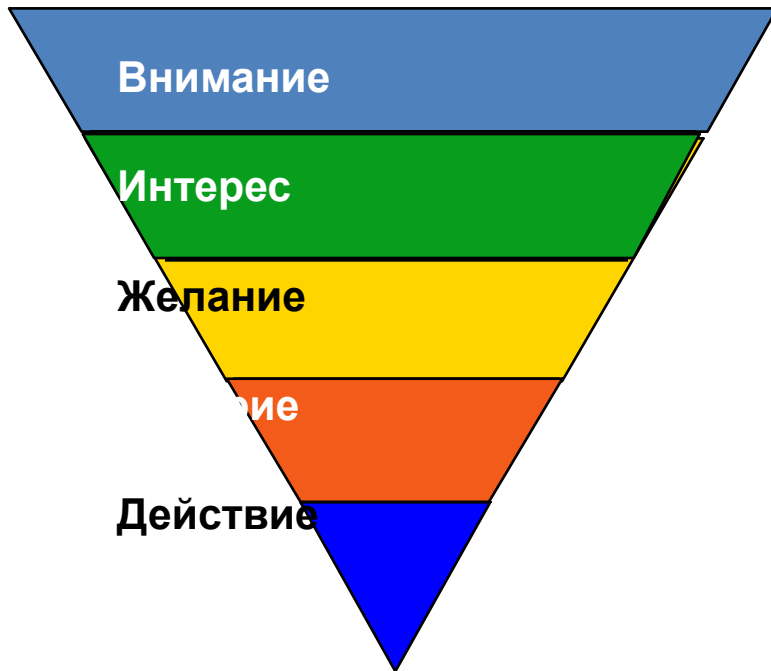 Внимание
Интерес
Желание
Действие